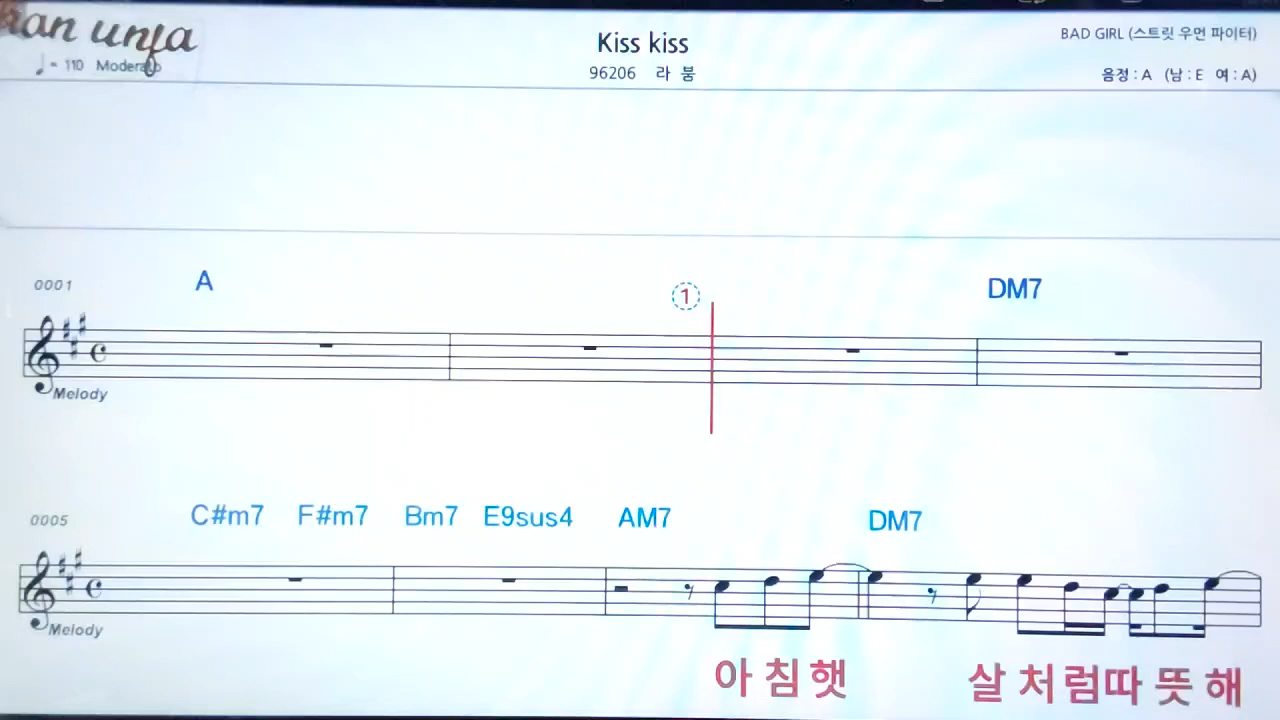 an unja
Kiss kiss
BAD GIRL (스트릿 우먼 파이터)
♩= 110 Moderato
96206 라 붐
음정 : A (남 : E 여 : A)
0001 A ① DM7
Melody
0005 C#m7 F#m7 Bm7 E9sus4 AM7 DM7
Melody
아 침 햇 살 처 럼 따 뜻 해